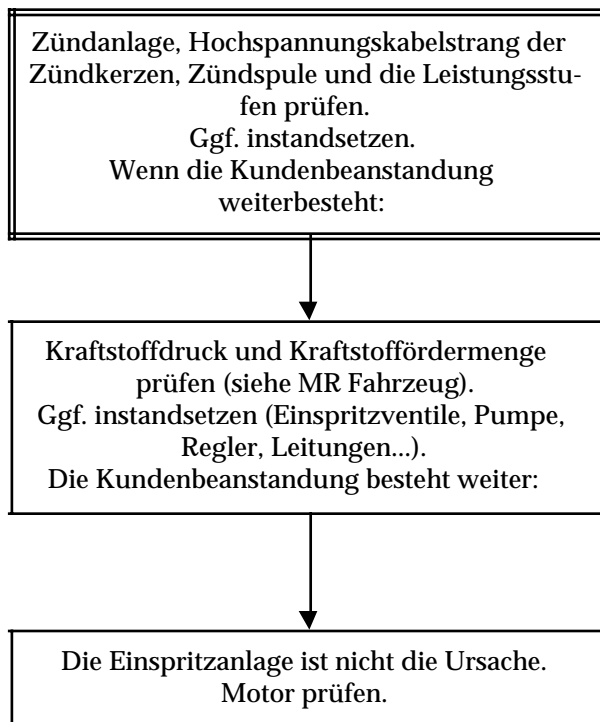 Zündanlage, Hochspannungskabelstrang der
Zündkerzen, Zündspule und die Leistungsstu-
fen prüfen.
Ggf. instandsetzen.
Wenn die Kundenbeanstandung
weiterbesteht:
Kraftstoffdruck und Kraftstoffördermenge
prüfen (siehe MR Fahrzeug).
Ggf. instandsetzen (Einspritzventile, Pumpe,
Regler, Leitungen...).
Die Kundenbeanstandung besteht weiter:
Die Einspritzanlage ist nicht die Ursache.
Motor prüfen.